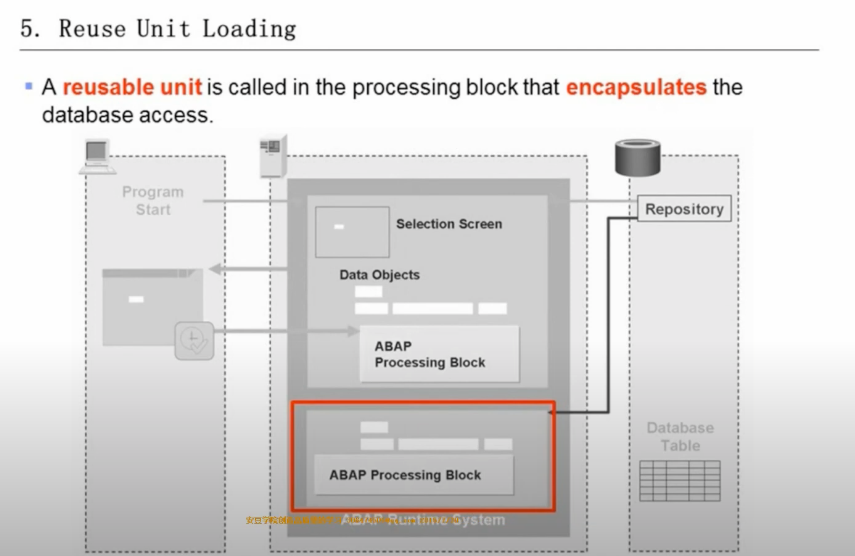 5. Reuse Unit Loading
A reusable unit is called in the processing block that encapsulates the
database access.
Program
Start
Selection Screen
Repository
Data Objects
ABAP
Processing Block
Database
Table
ABAP Processing Block
ABAP Runtime System